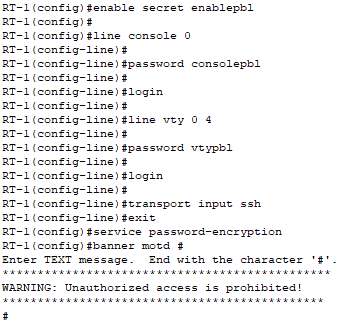 RT-1(config)#enable secret enablepbl
RT-1(config)#
RT-1(config)#line console 0
RT-1(config-line)#
RT-1(config-line)#password consolepbl
RT-1(config-line)#
RT-1(config-line)#login
RT-1(config-line)#
RT-1(config-line)#line vty 0 4
RT-1(config-line)#
RT-1(config-line)#password vtypbl
RT-1(config-line)#
RT-1(config-line)#login
RT-1(config-line)#
RT-1(config-line)#transport input ssh
RT-1(config-line)#exit
RT-1(config)#service password-encryption
RT-1(config)#banner motd #
Enter TEXT message.  End with the character '#'.
***********************************************
WARNING: Unauthorized access is prohibited!
**********************************************
#